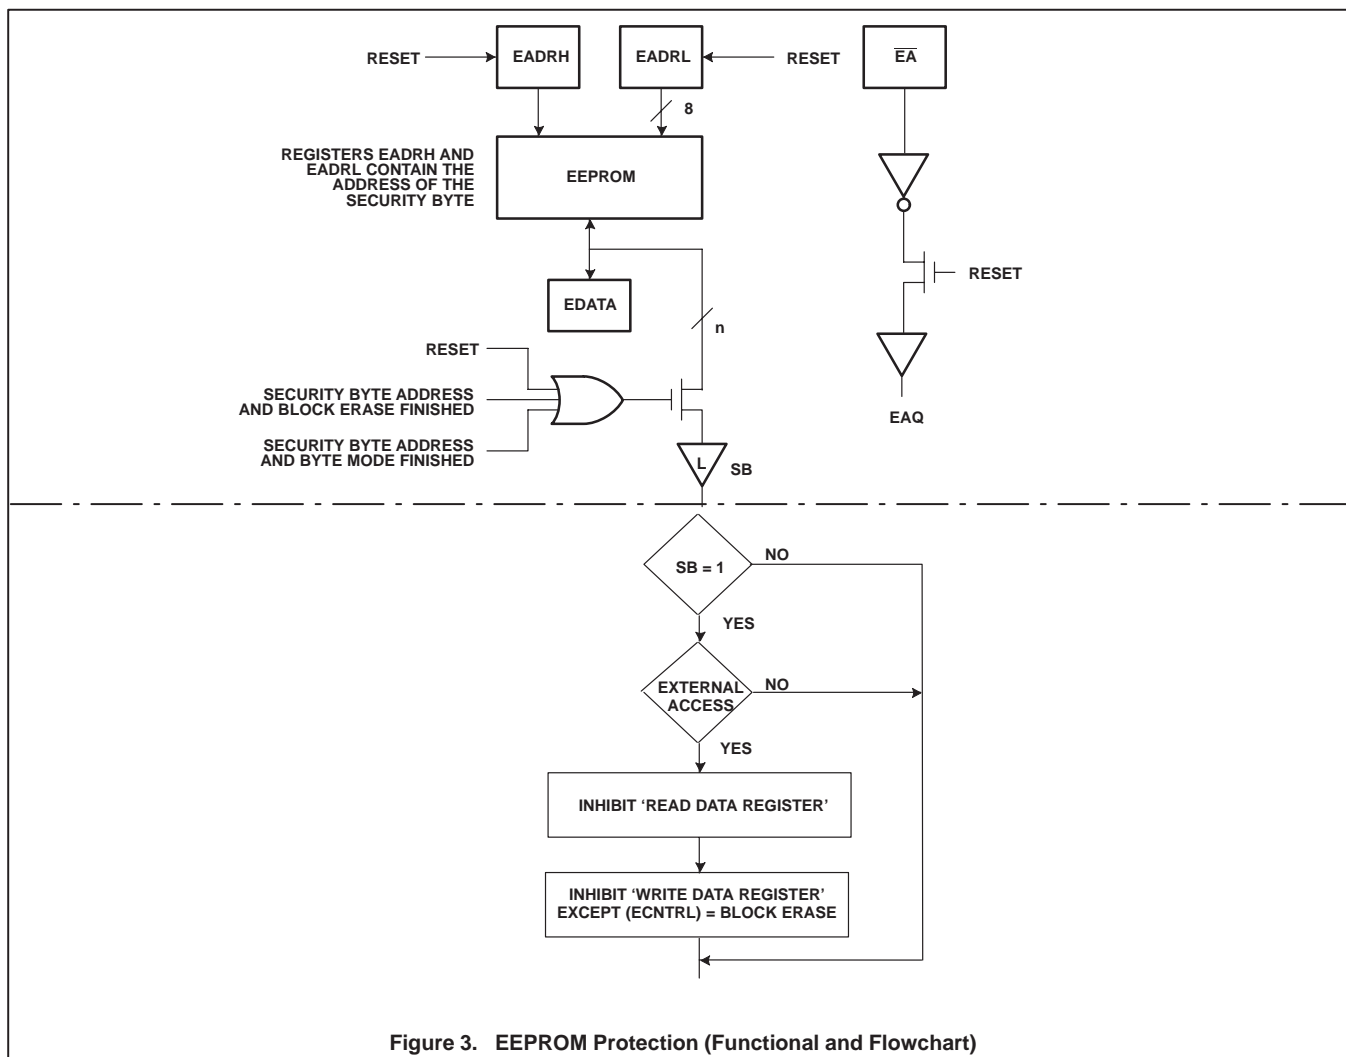 RESET
EADRH
EADRL
RESET
EA
8
REGISTERS EADRH AND
EADRL CONTAIN THE
ADDRESS OF THE
SECURITY BYTE
EEPROM
RESET
EDATA
n
RESET
SECURITY BYTE ADDRESS
AND BLOCK ERASE FINISHED
EAQ
SECURITY BYTE ADDRESS
AND BYTE MODE FINISHED
L
SB
SB = 1
NO
YES
EXTERNAL
ACCESS
NO
YES
INHIBIT ‘READ DATA REGISTER’
INHIBIT ‘WRITE DATA REGISTER’
EXCEPT (ECNTRL) = BLOCK ERASE
Figure 3. EEPROM Protection (Functional and Flowchart)